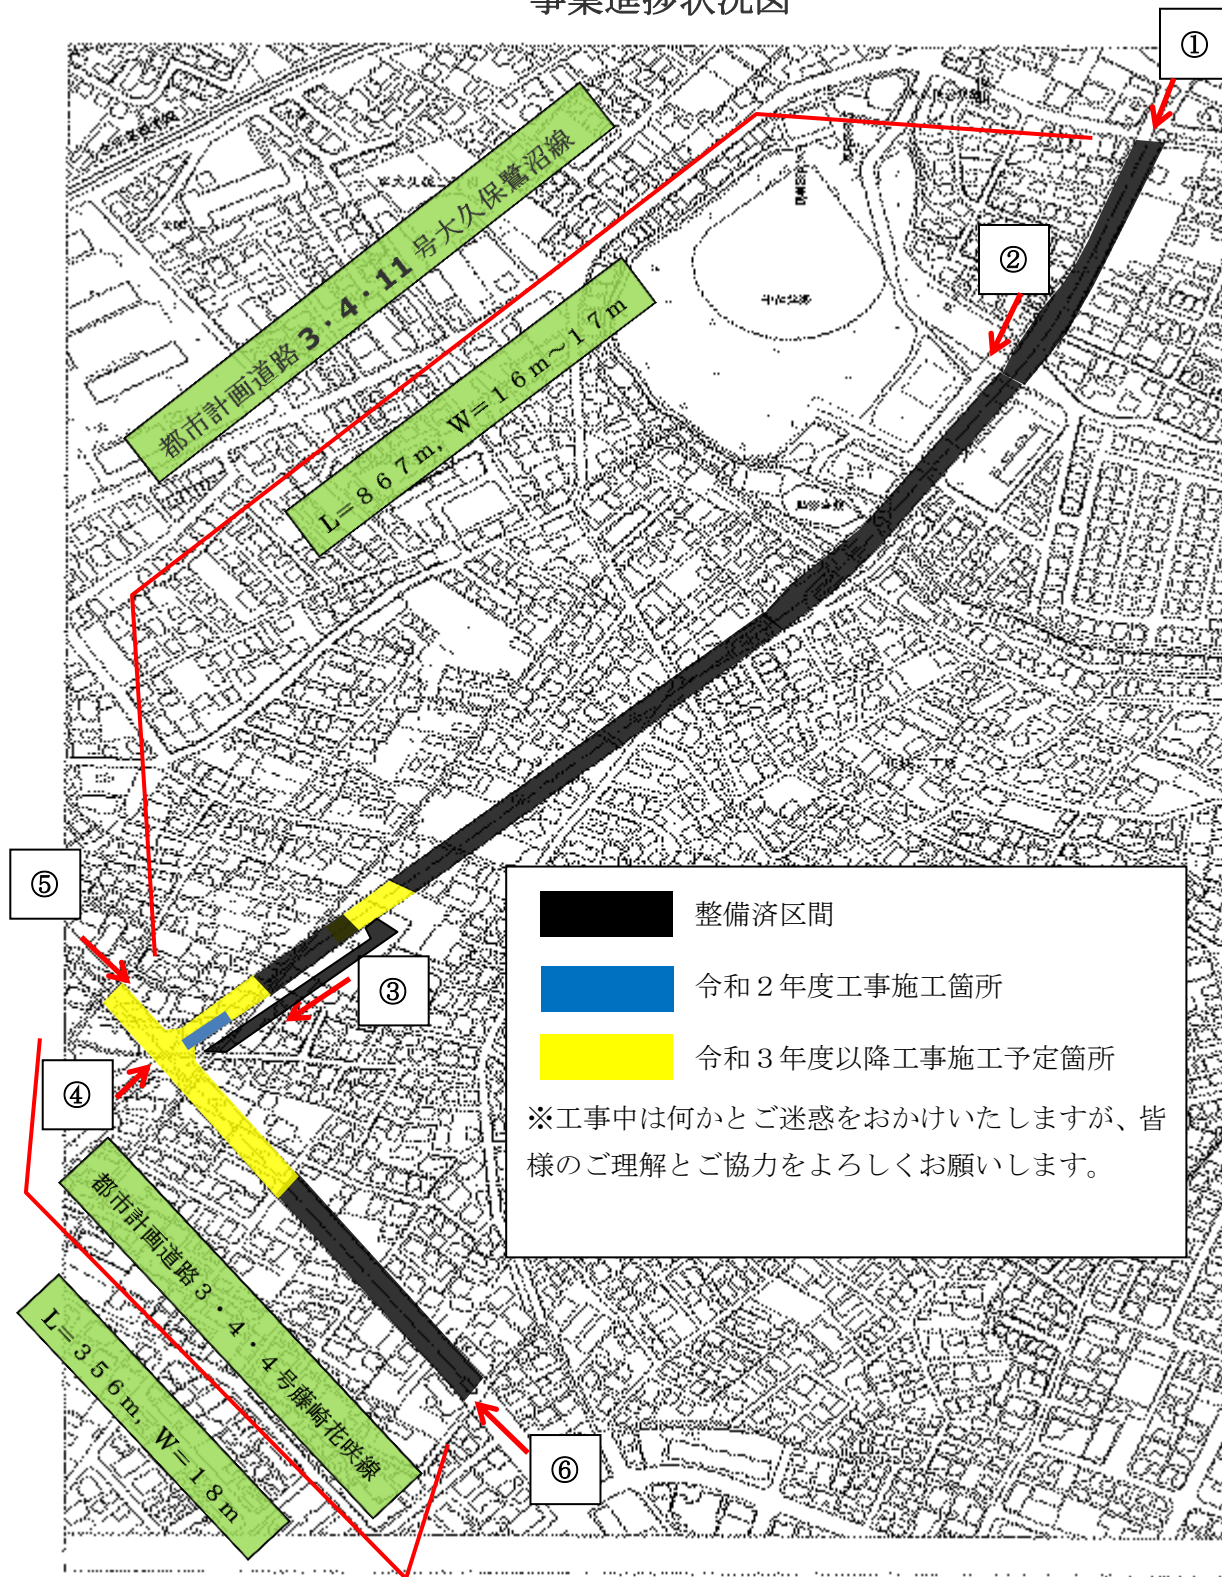 事業進捗状況図
①
都市計画道路3・4・11号大久保鷺沼線
②
L=867m, W=16m~17m
⑤
整備済区間
③
令和2年度工事施工箇所
④
令和3年度以降工事施工予定箇所
※工事中は何かとご迷惑をおかけいたしますが、皆
様のご理解とご協力をよろしくお願いします。
都市計画道路3・4・4号藤崎花咲線
L=356m, W=18m
⑥